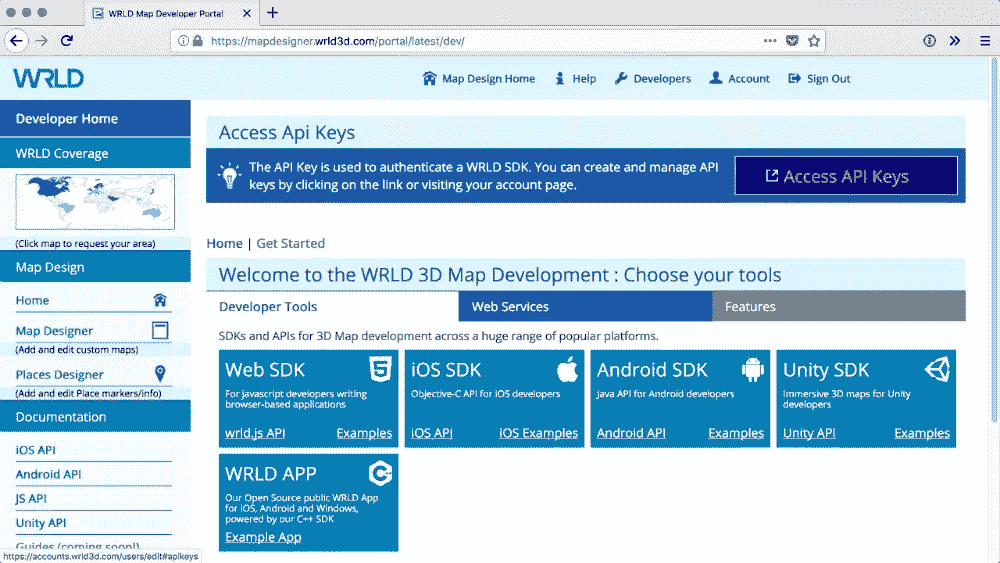 WRLD Map Developer Portal
https://mapdesigner.wrld3d.com/portal/latest/dev/
WRLD
Map Design Home
Help
Developers
Account
Sign Out
Developer Home
WRLD Coverage
(Click map to request your area)
Map Design
Home
Map Designer
(Add and edit custom maps)
Places Designer
(Add and edit Place markers/info)
Documentation
iOS API
Android API
JS API
Unity API
Guides (coming soon!)
https://accounts.wrld3d.com/users/edit#apikeys
Access Api Keys
The API Key is used to authenticate a WRLD SDK. You can create and manage API
keys by clicking on the link or visiting your account page.
Access API Keys
Home | Get Started
Welcome to the WRLD 3D Map Development : Choose your tools
Developer Tools
Web Services
Features
SDKs and APIs for 3D Map development across a huge range of popular platforms.
Web SDK
For Javascript developers writing
browser-based applications
wrld.js API
Examples
iOS SDK
Objective-C API for iOS developers
iOS API
iOS Examples
Android SDK
Java API for Android developers
Android API
Examples
Unity SDK
Immersive 3D maps for Unity
developers
Unity API
Examples
WRLD APP
Our Open Source public WRLD App
for iOS, Android and Windows,
powered by our C++ SDK
Example App